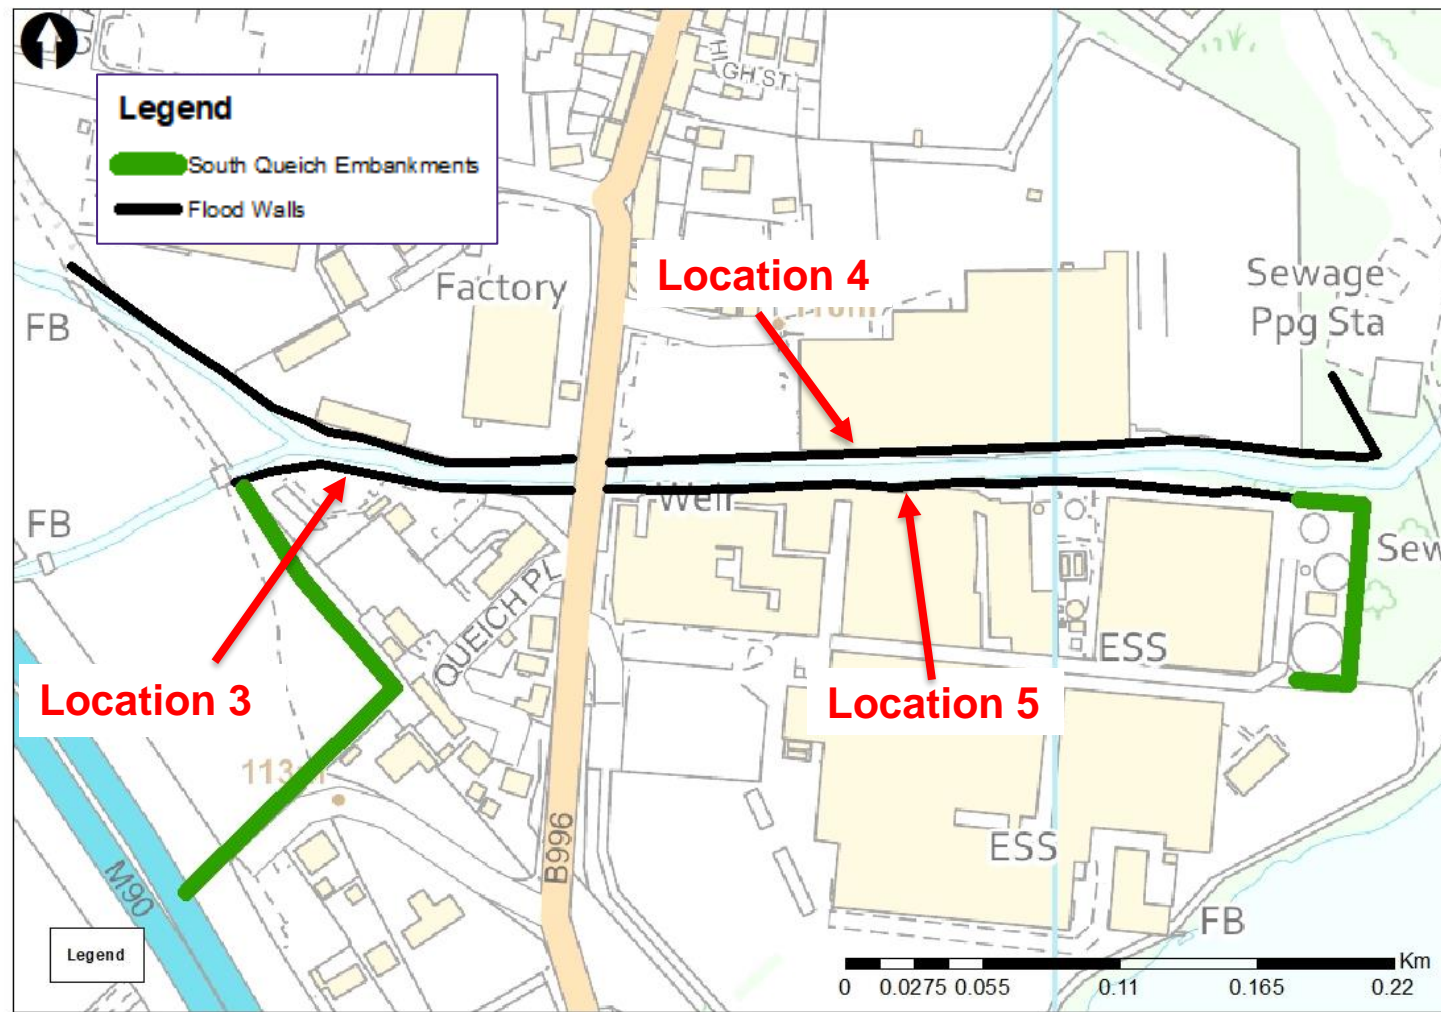 Legend
South Queich Embankments
Flood Walls
HIGH ST
Location 4
Factory
Sewage
Ppg Sta
FB
Weir
FB
Sew
QUEICH PL
ESS
Location 3
Location 5
113m
B996
ESS
M90
FB
Legend
Km
0 0.0275 0.055 0.11 0.165 0.22